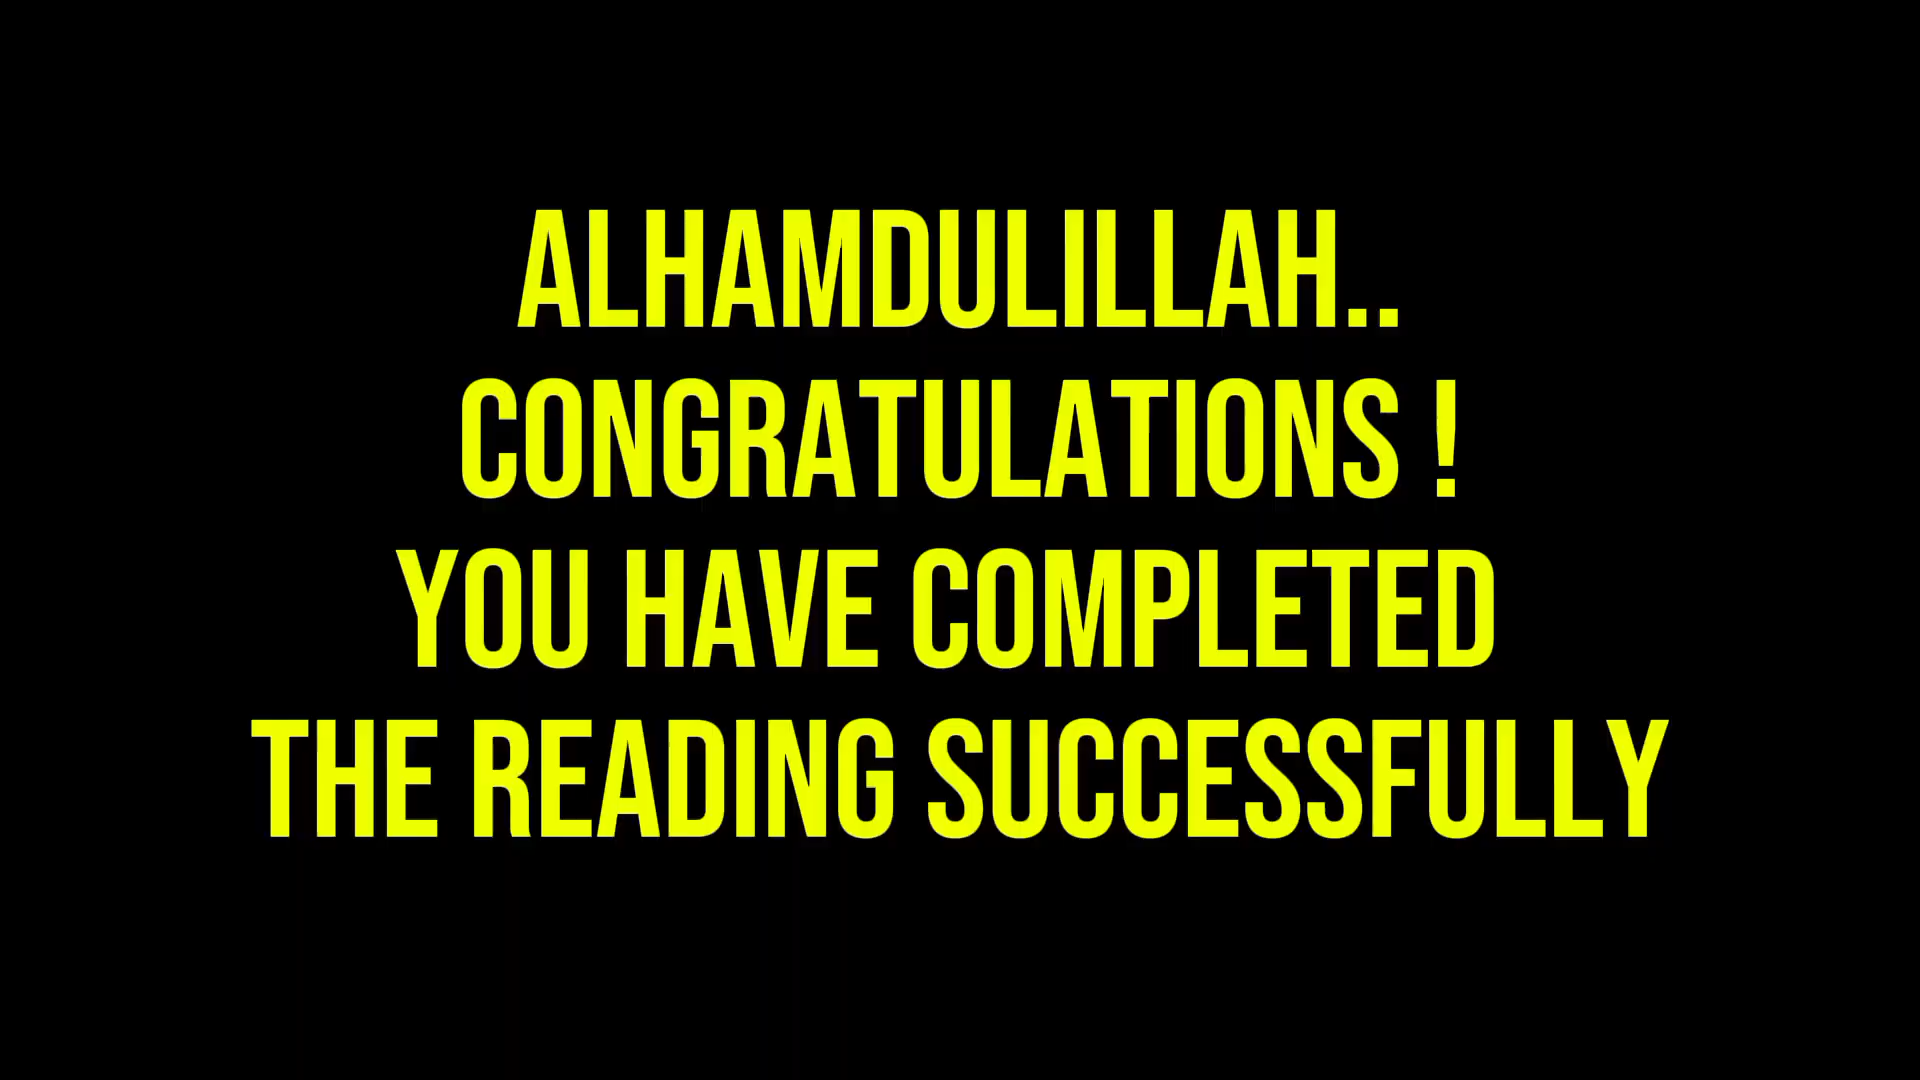 ALHAMDULILLAH..
CONGRATULATIONS !
YOU HAVE COMPLETED
THE READING SUCCESSFULLY